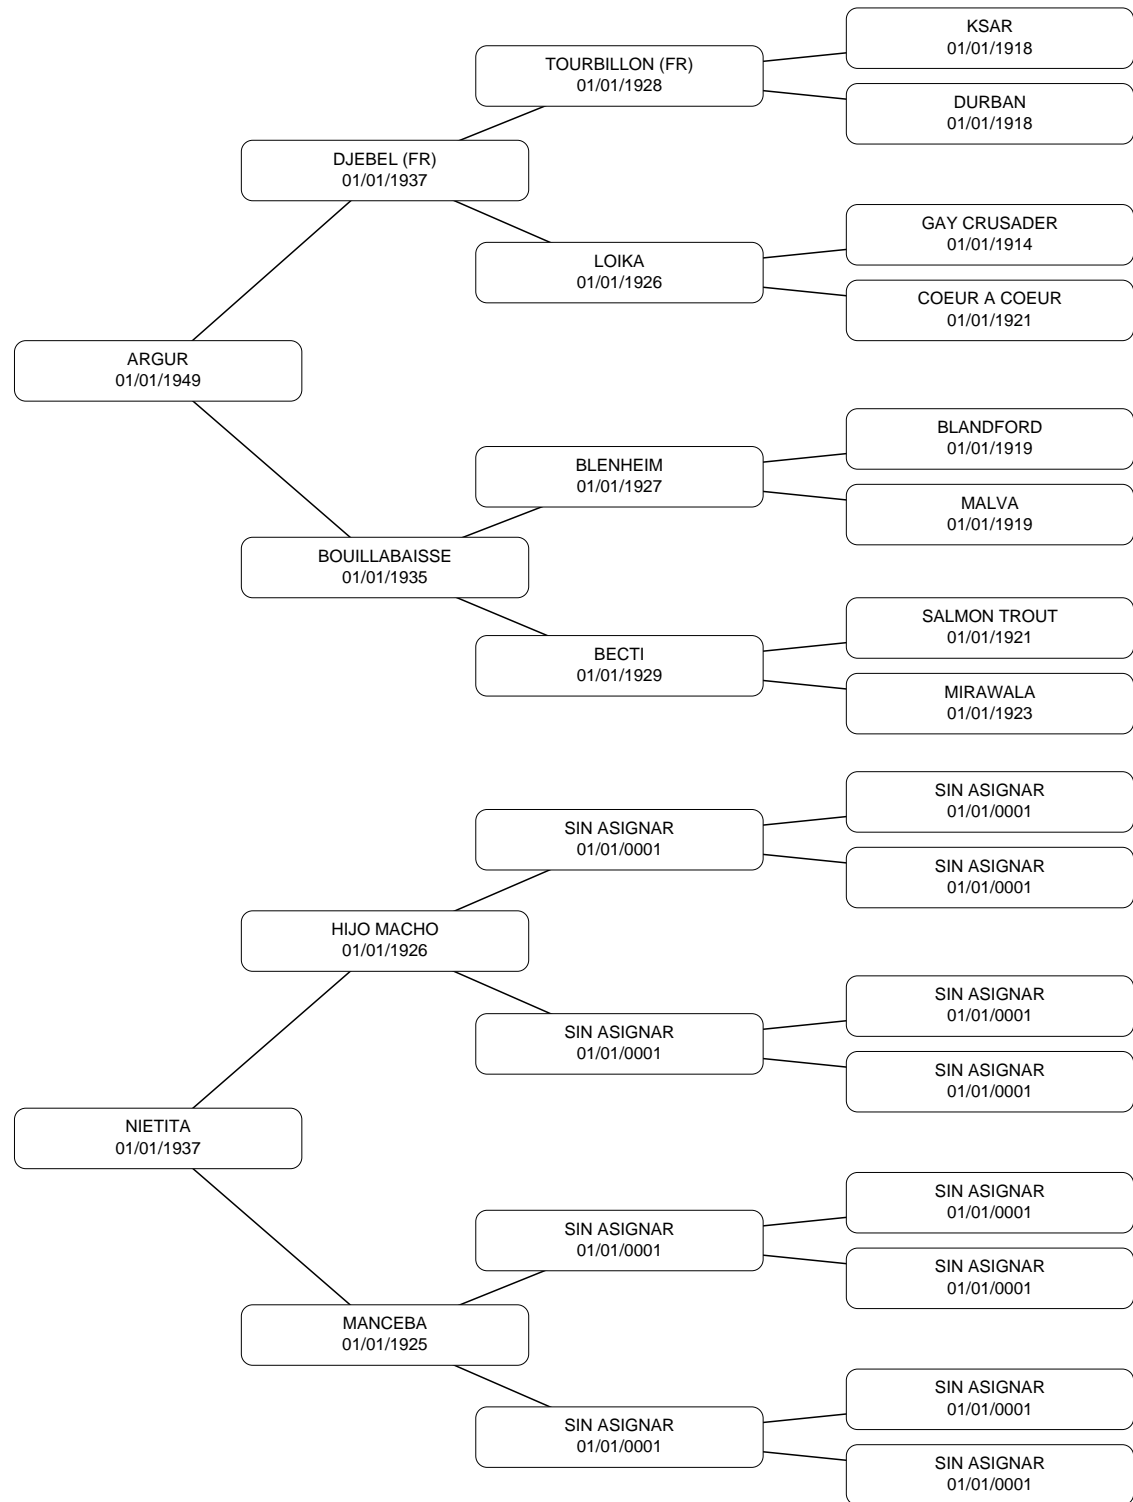 KSAR
01/01/1918
TOURBILLON (FR)
01/01/1928
DURBAN
01/01/1918
DJEBEL (FR)
01/01/1937
GAY CRUSADER
01/01/1914
LOIKA
01/01/1926
COEUR A COEUR
01/01/1921
ARGUR
01/01/1949
BLANDFORD
01/01/1919
BLENHEIM
01/01/1927
MALVA
01/01/1919
BOUILLABAISSE
01/01/1935
SALMON TROUT
01/01/1921
BECTI
01/01/1929
MIRAWALA
01/01/1923
SIN ASIGNAR
01/01/0001
SIN ASIGNAR
01/01/0001
SIN ASIGNAR
01/01/0001
HIJO MACHO
01/01/1926
SIN ASIGNAR
01/01/0001
SIN ASIGNAR
01/01/0001
SIN ASIGNAR
01/01/0001
NIETITA
01/01/1937
SIN ASIGNAR
01/01/0001
SIN ASIGNAR
01/01/0001
SIN ASIGNAR
01/01/0001
MANCEBA
01/01/1925
SIN ASIGNAR
01/01/0001
SIN ASIGNAR
01/01/0001
SIN ASIGNAR
01/01/0001